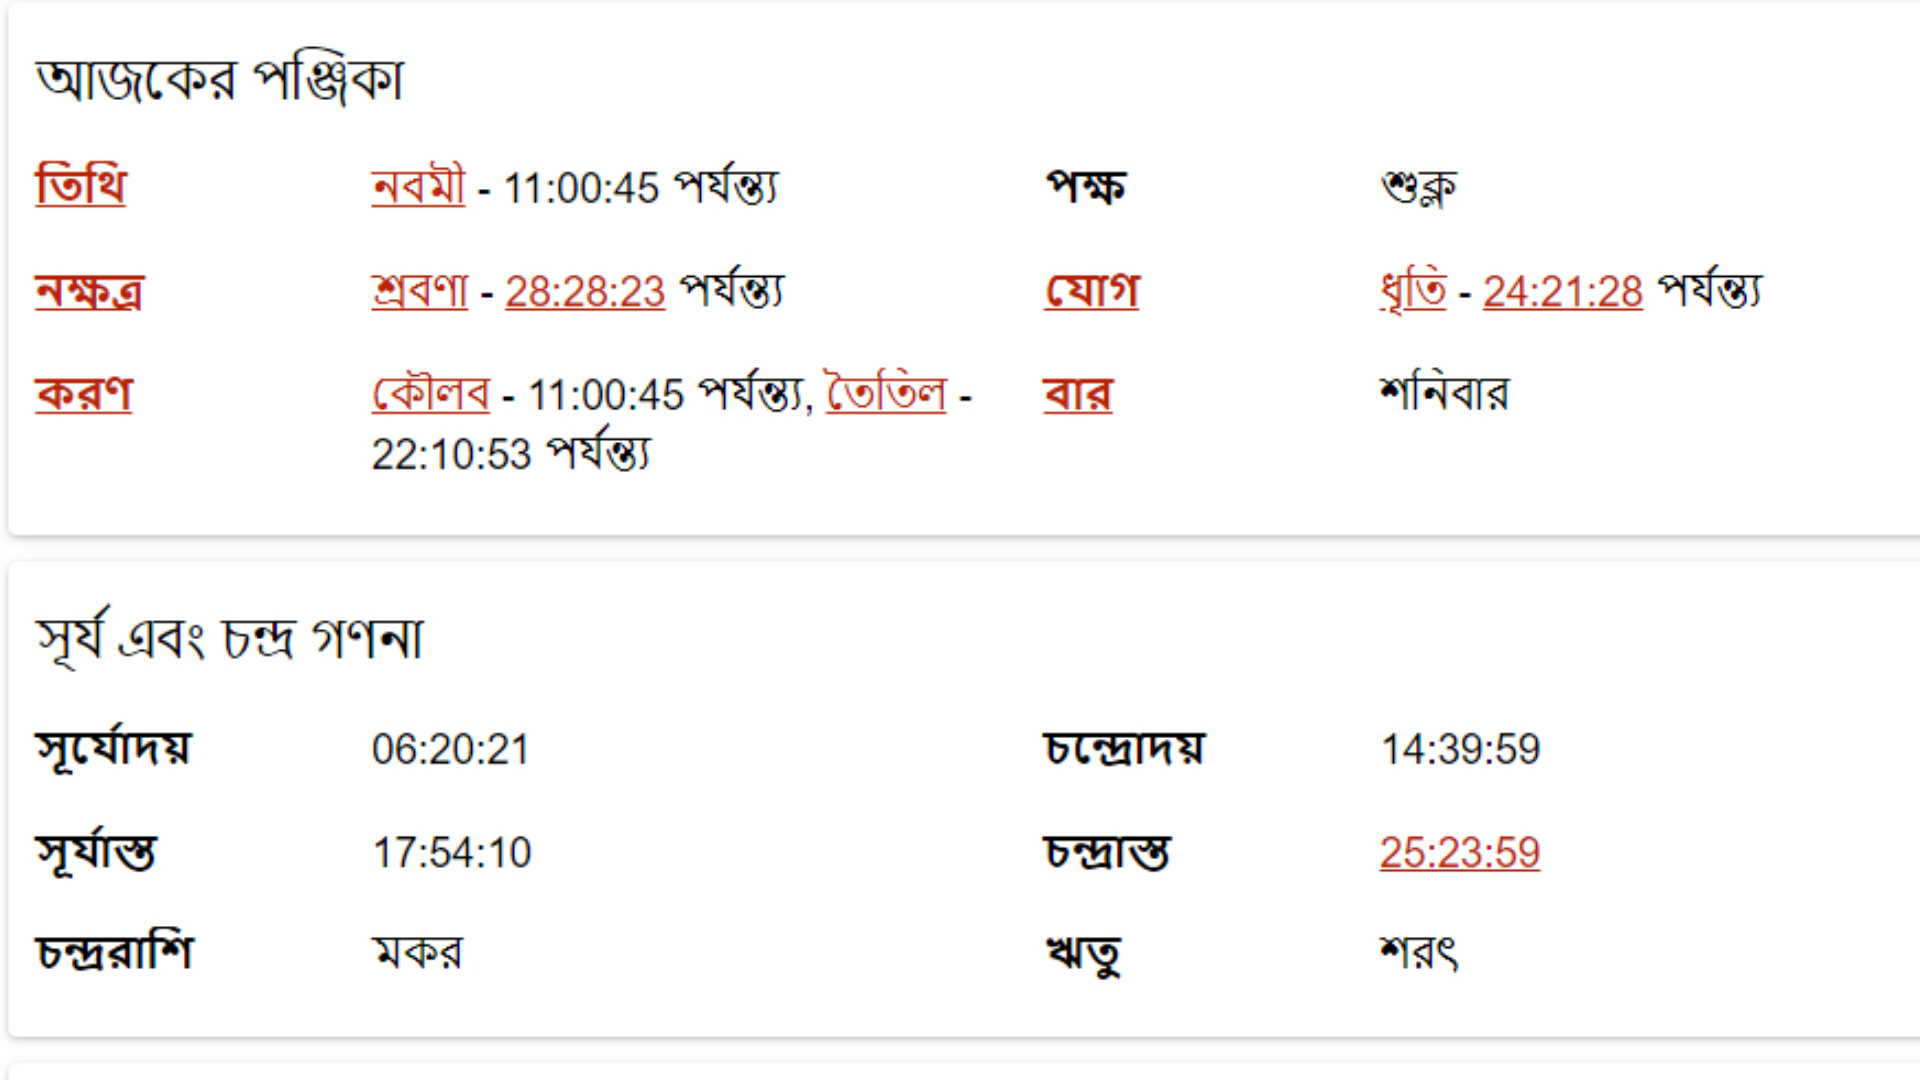 আজকের পঞ্জিকা
তিথি নবমী - 11:00:45 পর্যন্ত্য পক্ষ শুক্ল
নক্ষত্র শ্রবণা - 28:28:23 পর্যন্ত্য যোগ ধৃতি - 24:21:28 পর্যন্ত্য
করণ কৌলব - 11:00:45 পর্যন্ত্য, তৈতিল - বার শনিবার
22:10:53 পর্যন্ত্য
সূর্য এবং চন্দ্র গণনা
সূর্যোদয় 06:20:21 চন্দ্রোদয় 14:39:59
সূর্যাস্ত 17:54:10 চন্দ্রাস্ত 25:23:59
চন্দ্ররাশি মকর ঋতু শরৎ